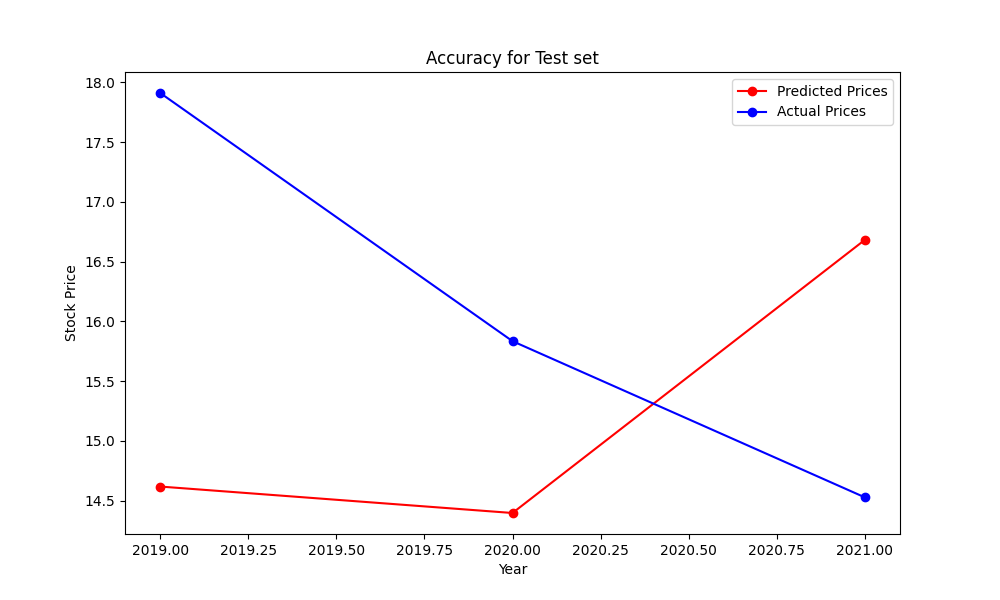 Accuracy for Test set
Predicted Prices
Actual Prices
18.0
17.5
17.0
16.5
16.0
15.5
15.0
14.5
Stock Price
2019.00 2019.25 2019.50 2019.75 2020.00 2020.25 2020.50 2020.75 2021.00
Year